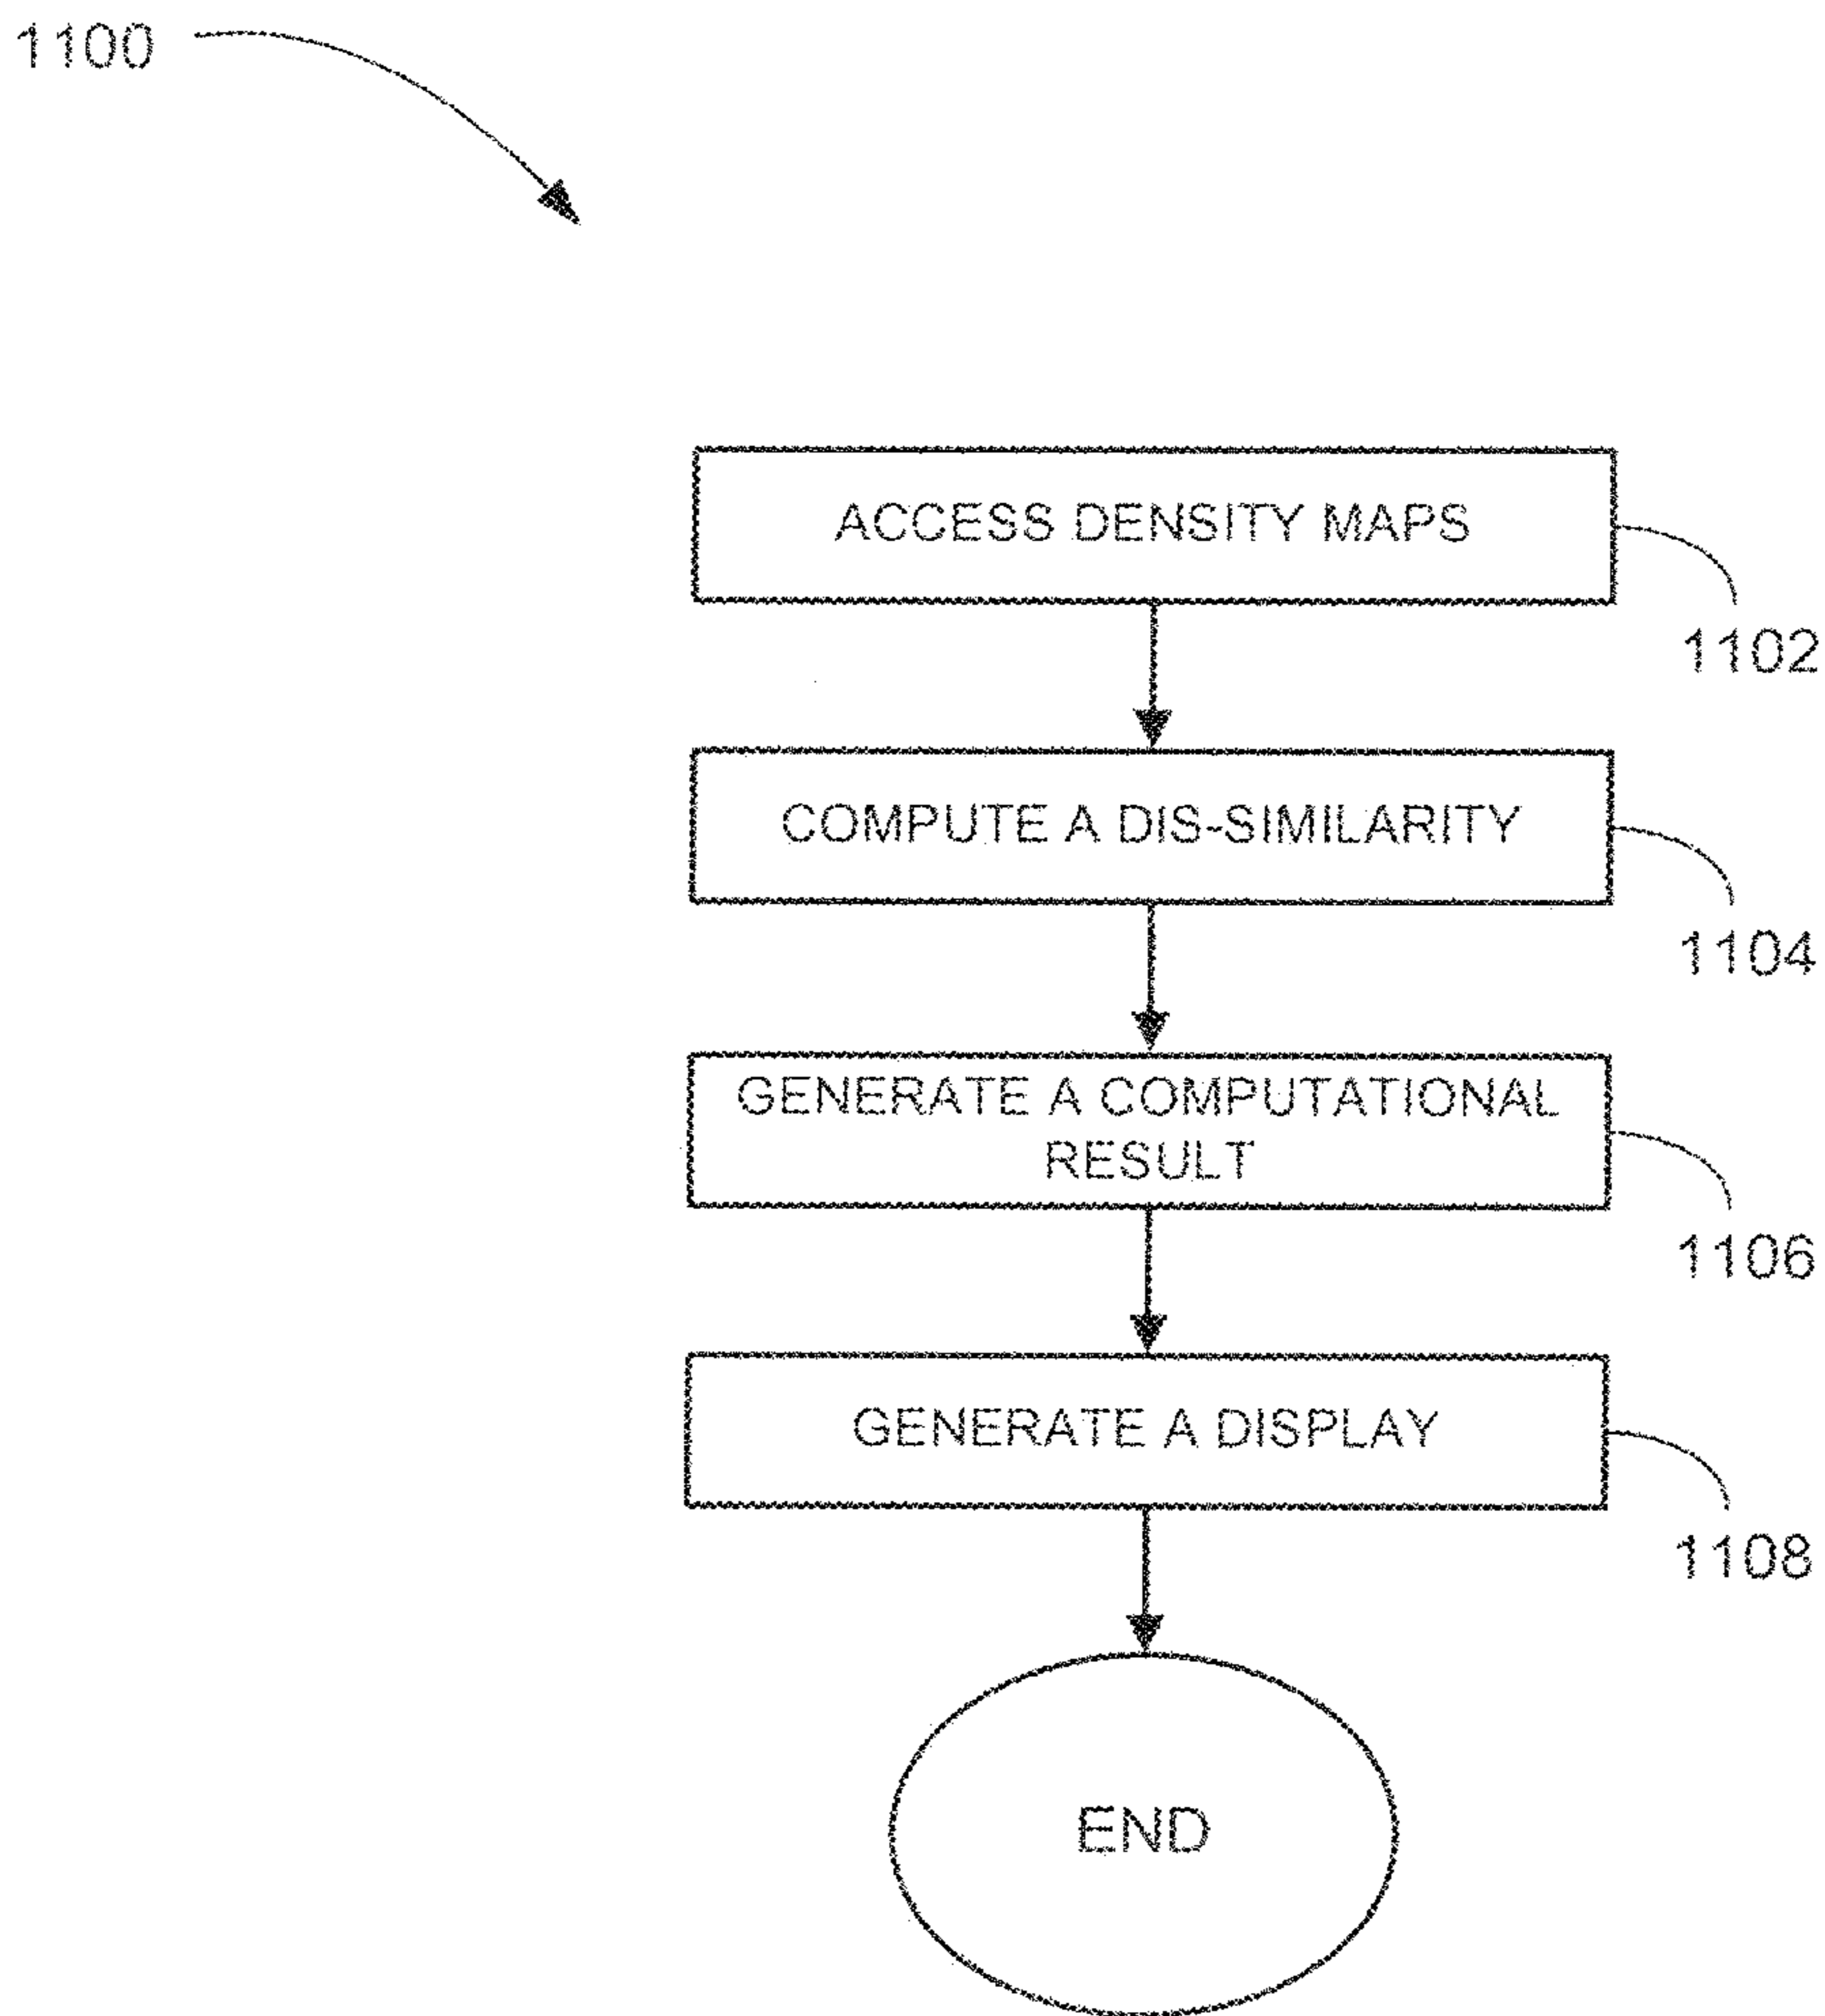 1100
ACCESS DENSITY MAPS
1102
COMPUTE A DIS-SIMILARITY
1104
GENERATE A COMPUTATIONAL
RESULT
1106
GENERATE A DISPLAY
1108
END